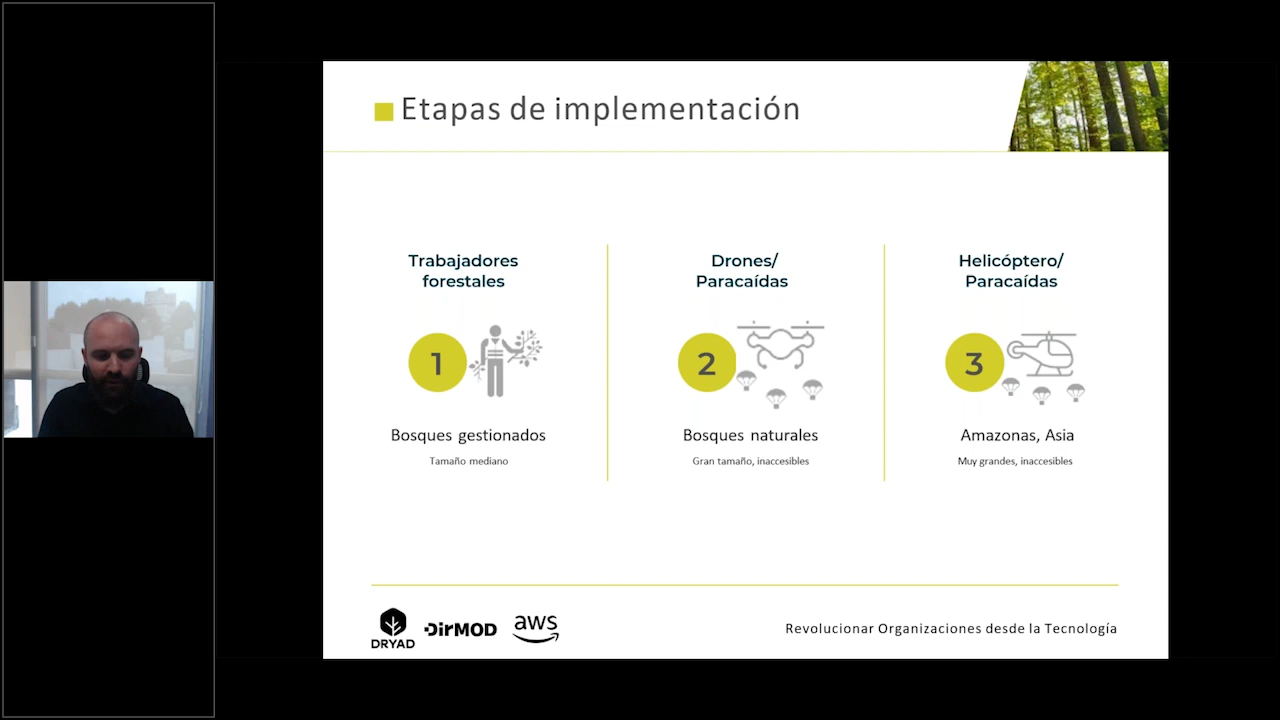 Etapas de implementación
Trabajadores
forestales
1
Bosques gestionados
Tamaño mediano
Drones/
Paracaídas
2
Bosques naturales
Gran tamaño, inaccesibles
Helicóptero/
Paracaídas
3
Amazonas, Asia
Muy grandes, inaccesibles
DRYAD
DirMOD
aws
Revolucionar Organizaciones desde la Tecnología